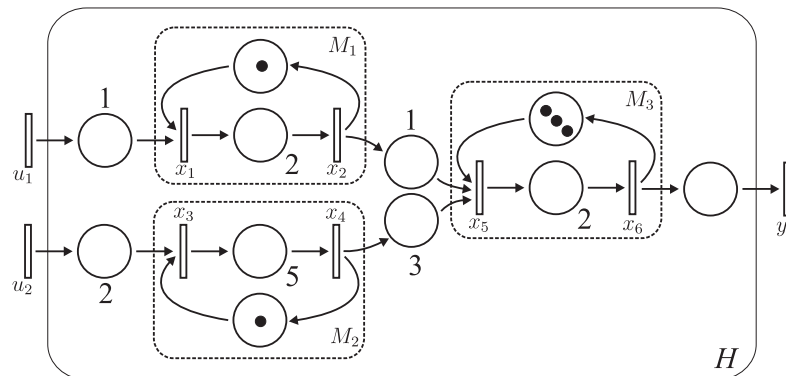 M₁
1 1 M₃
u₁ x₁ 2 x₂
x₃ x₄ x₅ 2 x₆ y
u₂ 2 5 3
M₂
H